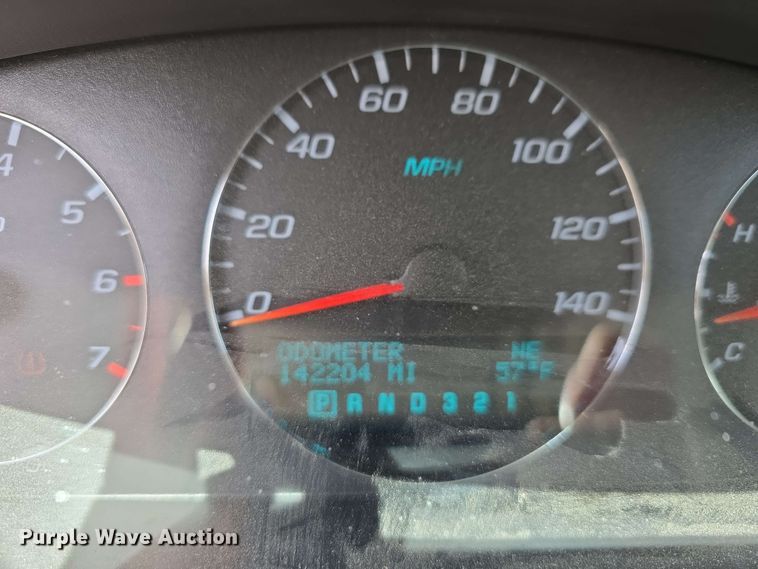 4
5
6
7
0
20
40
60
80
100
120
140
MPH
ODOMETER NE
142204 MI 57°F
P R N D 3 2 1
H
C
Purple Wave Auction